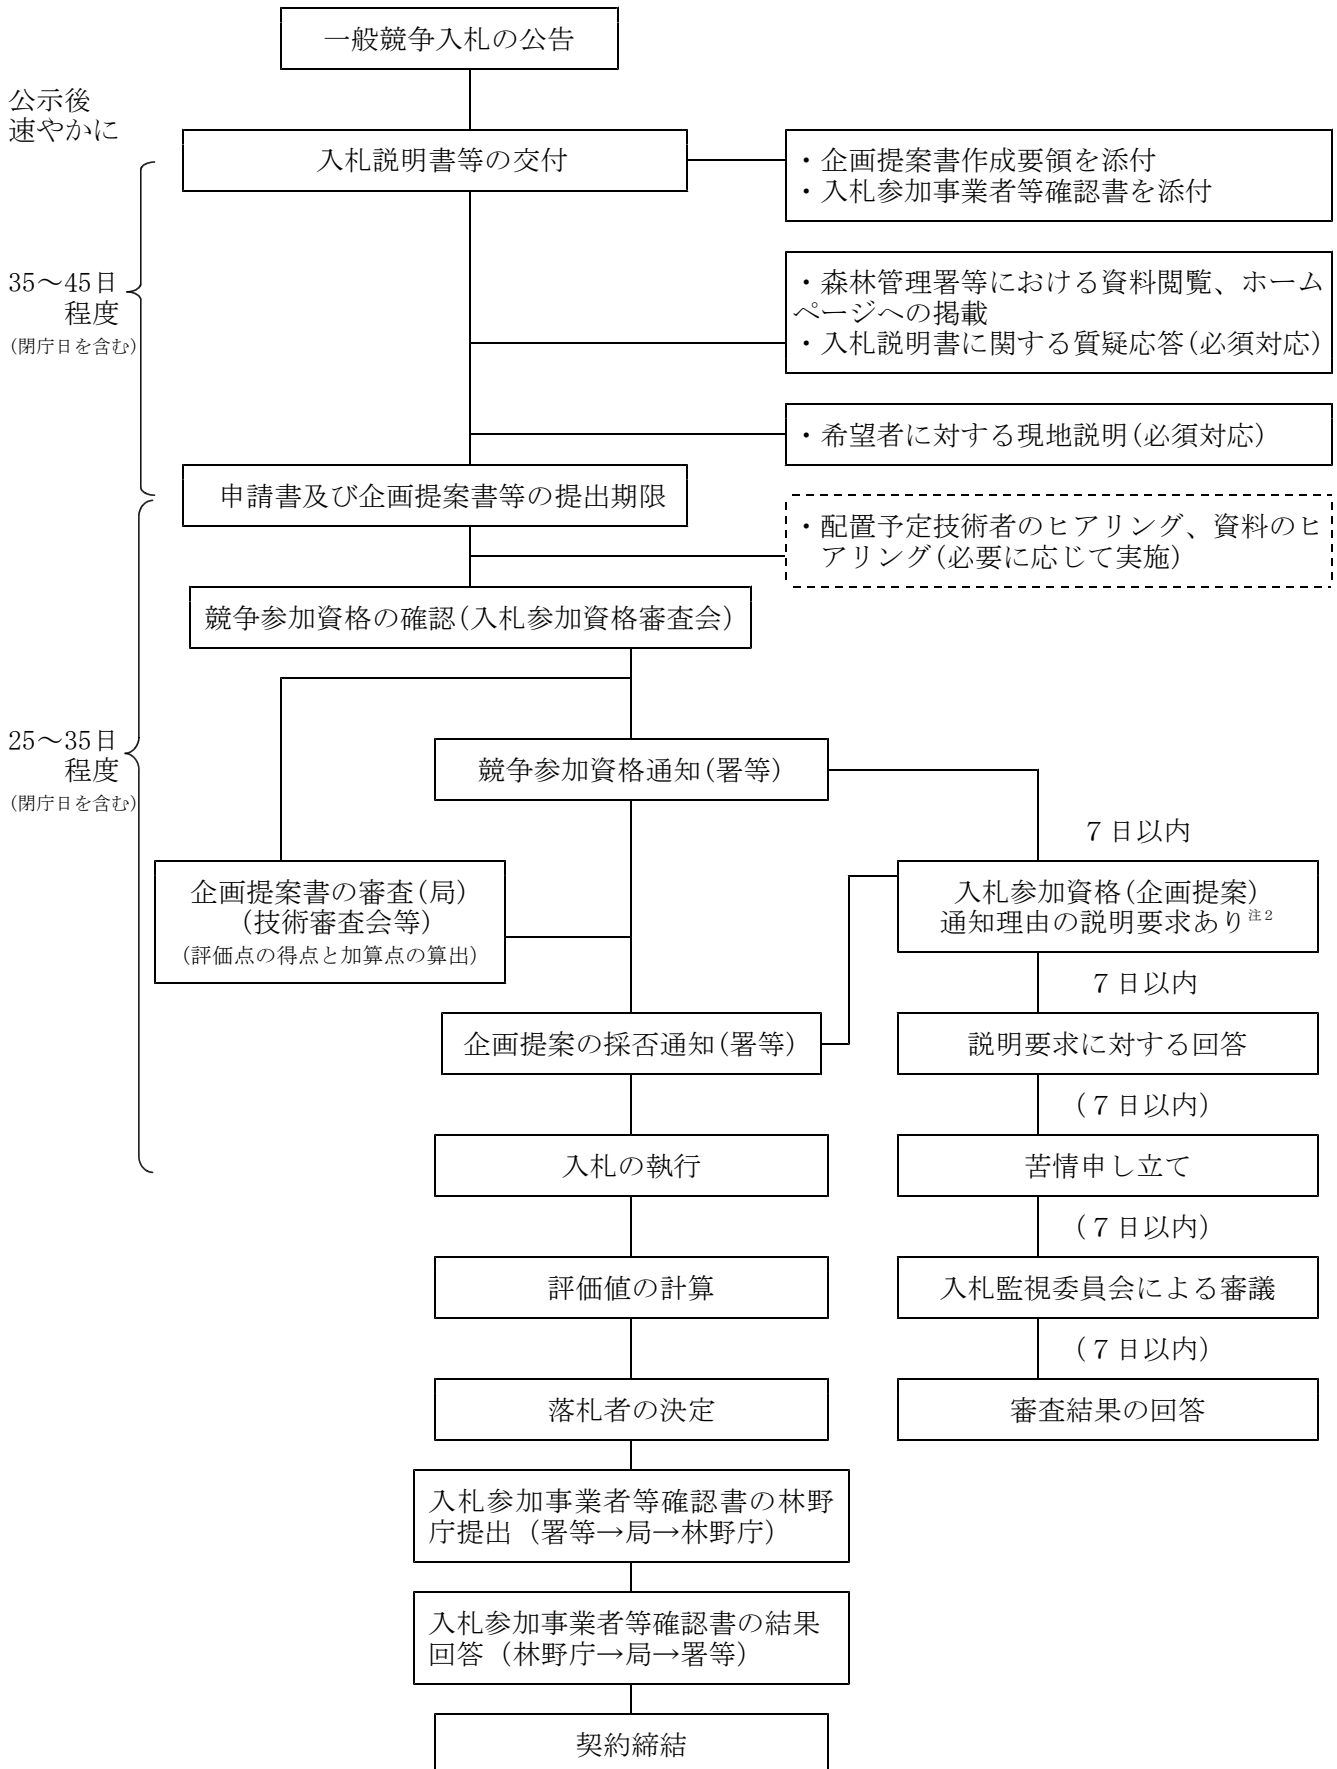 一般競争入札の公告
公示後
速やかに
入札説明書等の交付
・企画提案書作成要領を添付
・入札参加事業者等確認書を添付
35～45日
程度
(閉庁日を含む)
・森林管理署等における資料閲覧、ホーム
ページへの掲載
・入札説明書に関する質疑応答(必須対応)
・希望者に対する現地説明(必須対応)
申請書及び企画提案書等の提出期限
・配置予定技術者のヒアリング、資料のヒ
アリング(必要に応じて実施)
競争参加資格の確認(入札参加資格審査会)
25～35日
程度
(閉庁日を含む)
競争参加資格通知(署等)
７日以内
企画提案書の審査(局)
(技術審査会等)
(評価点の得点と加算点の算出)
入札参加資格(企画提案)
通知理由の説明要求あり注２
７日以内
企画提案の採否通知(署等)
説明要求に対する回答
(７日以内)
入札の執行
苦情申し立て
(７日以内)
評価値の計算
入札監視委員会による審議
(７日以内)
落札者の決定
審査結果の回答
入札参加事業者等確認書の林野
庁提出（署等→局→林野庁）
入札参加事業者等確認書の結果
回答（林野庁→局→署等）
契約締結